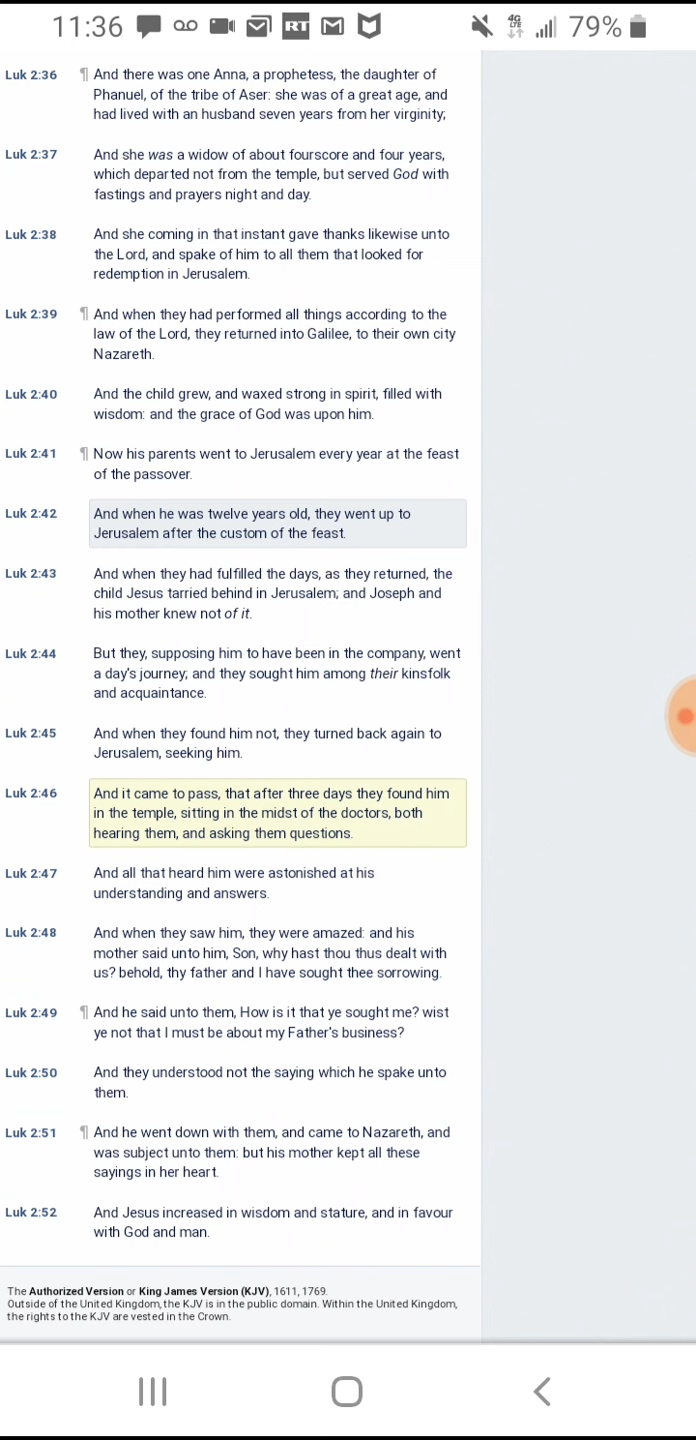 11:36
RT
4G
LTE
79%
Luk 2:36 ¶ And there was one Anna, a prophetess, the daughter of
Phanuel, of the tribe of Aser: she was of a great age, and
had lived with an husband seven years from her virginity;
Luk 2:37 And she was a widow of about fourscore and four years,
which departed not from the temple, but served God with
fastings and prayers night and day.
Luk 2:38 And she coming in that instant gave thanks likewise unto
the Lord, and spake of him to all them that looked for
redemption in Jerusalem.
Luk 2:39 ¶ And when they had performed all things according to the
law of the Lord, they returned into Galilee, to their own city
Nazareth.
Luk 2:40 And the child grew, and waxed strong in spirit, filled with
wisdom: and the grace of God was upon him.
Luk 2:41 ¶ Now his parents went to Jerusalem every year at the feast
of the passover.
Luk 2:42 And when he was twelve years old, they went up to
Jerusalem after the custom of the feast.
Luk 2:43 And when they had fulfilled the days, as they returned, the
child Jesus tarried behind in Jerusalem; and Joseph and
his mother knew not of it.
Luk 2:44 But they, supposing him to have been in the company, went
a day's journey; and they sought him among their kinsfolk
and acquaintance.
Luk 2:45 And when they found him not, they turned back again to
Jerusalem, seeking him.
Luk 2:46 And it came to pass, that after three days they found him
in the temple, sitting in the midst of the doctors, both
hearing them, and asking them questions.
Luk 2:47 And all that heard him were astonished at his
understanding and answers.
Luk 2:48 And when they saw him, they were amazed: and his
mother said unto him, Son, why hast thou thus dealt with
us? behold, thy father and I have sought thee sorrowing.
Luk 2:49 ¶ And he said unto them, How is it that ye sought me? wist
ye not that I must be about my Father's business?
Luk 2:50 And they understood not the saying which he spake unto
them.
Luk 2:51 ¶ And he went down with them, and came to Nazareth, and
was subject unto them: but his mother kept all these
sayings in her heart.
Luk 2:52 And Jesus increased in wisdom and stature, and in favour
with God and man.
The Authorized Version or King James Version (KJV), 1611, 1769.
Outside of the United Kingdom, the KJV is in the public domain. Within the United Kingdom,
the rights to the KJV are vested in the Crown.